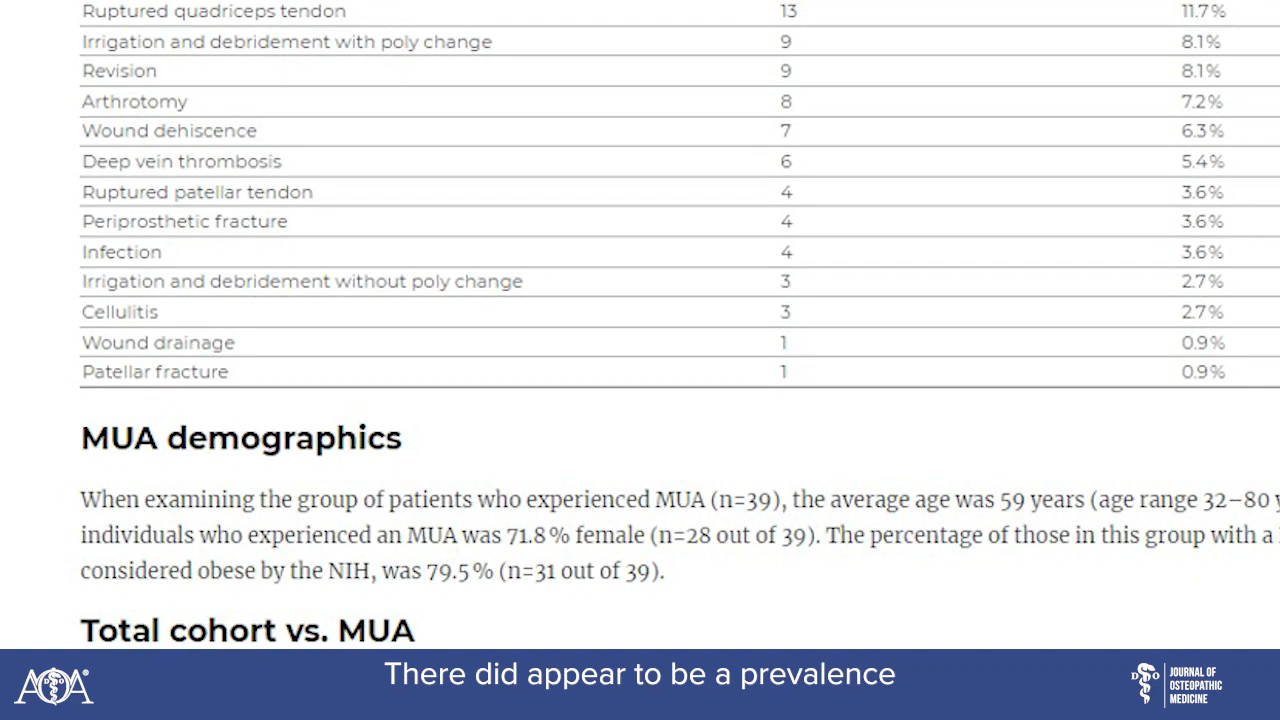 Ruptured quadriceps tendon 13 11.7%
Irrigation and debridement with poly change 9 8.1%
Revision 9 8.1%
Arthrotomy 8 7.2%
Wound dehiscence 7 6.3%
Deep vein thrombosis 6 5.4%
Ruptured patellar tendon 4 3.6%
Periprosthetic fracture 4 3.6%
Infection 4 3.6%
Irrigation and debridement without poly change 3 2.7%
Cellulitis 3 2.7%
Wound drainage 1 0.9%
Patellar fracture 1 0.9%
MUA demographics
When examining the group of patients who experienced MUA (n=39), the average age was 59 years (age range 32–80
individuals who experienced an MUA was 71.8% female (n=28 out of 39). The percentage of those in this group with a
considered obese by the NIH, was 79.5% (n=31 out of 39).
Total cohort vs. MUA
There did appear to be a prevalence
AOA®
DO
JOURNAL OF
OSTEOPATHIC
MEDICINE